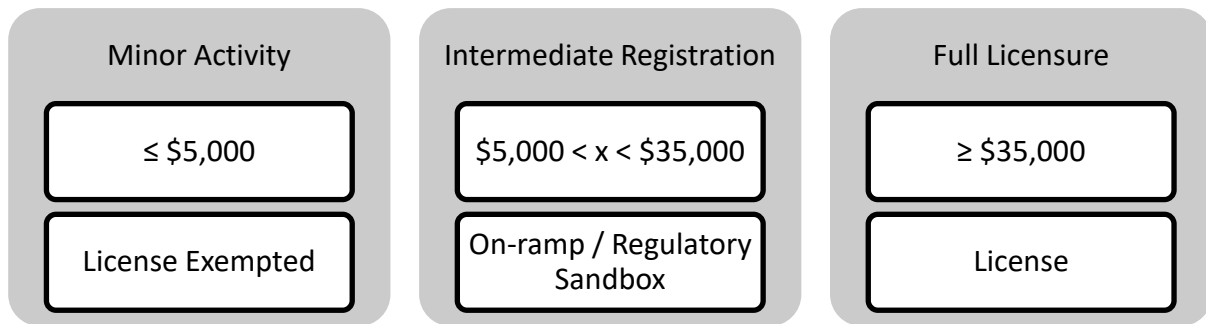 Minor Activity
≤ $5,000
License Exempted
Intermediate Registration
$5,000 < x < $35,000
On-ramp / Regulatory
Sandbox
Full Licensure
≥ $35,000
License